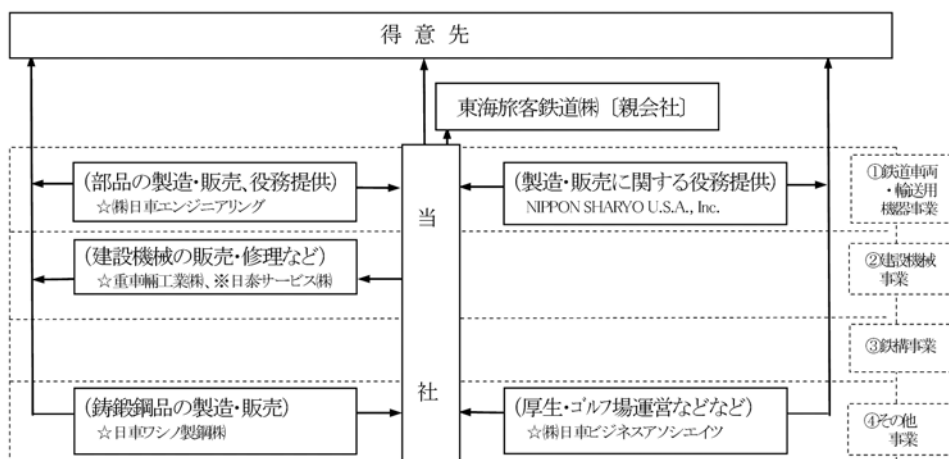 得意先
東海旅客鉄道㈱〔親会社〕
(部品の製造・販売、役務提供)
☆㈱日車エンジニアリング
(製造・販売に関する役務提供)
NIPPON SHARYO U.S.A., Inc.
①鉄道車両
・輸送用
機器事業
当
社
(建設機械の販売・修理など)
☆重車輛工業㈱、※日泰サービス㈱
②建設機械
事業
③鉄構事業
(鋳鍛鋼品の製造・販売)
☆日車ワシノ製鋼㈱
(厚生・ゴルフ場運営などなど)
☆㈱日車ビジネスアソシエイツ
④その他
事業